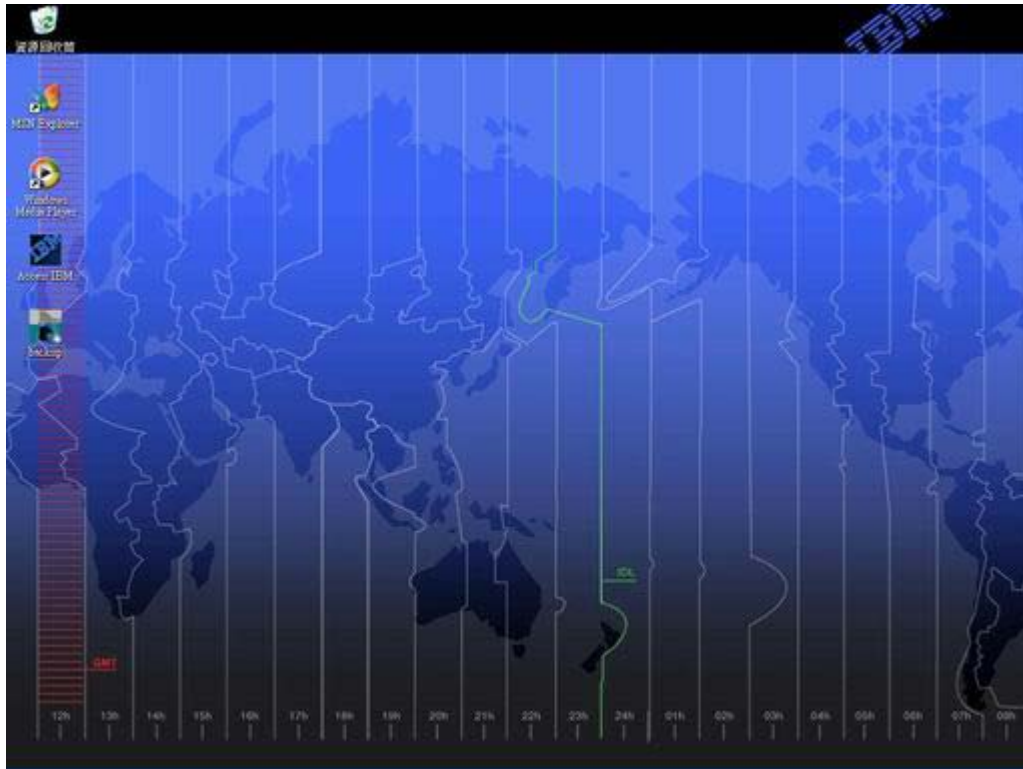 IBM
資源回收筒
MSN Explorer
Windows
Media Player
Access IBM
backup
IDL
GMT
12h 13h 14h 15h 16h 17h 18h 19h 20h 21h 22h 23h 24h 01h 02h 03h 04h 05h 06h 07h 08h